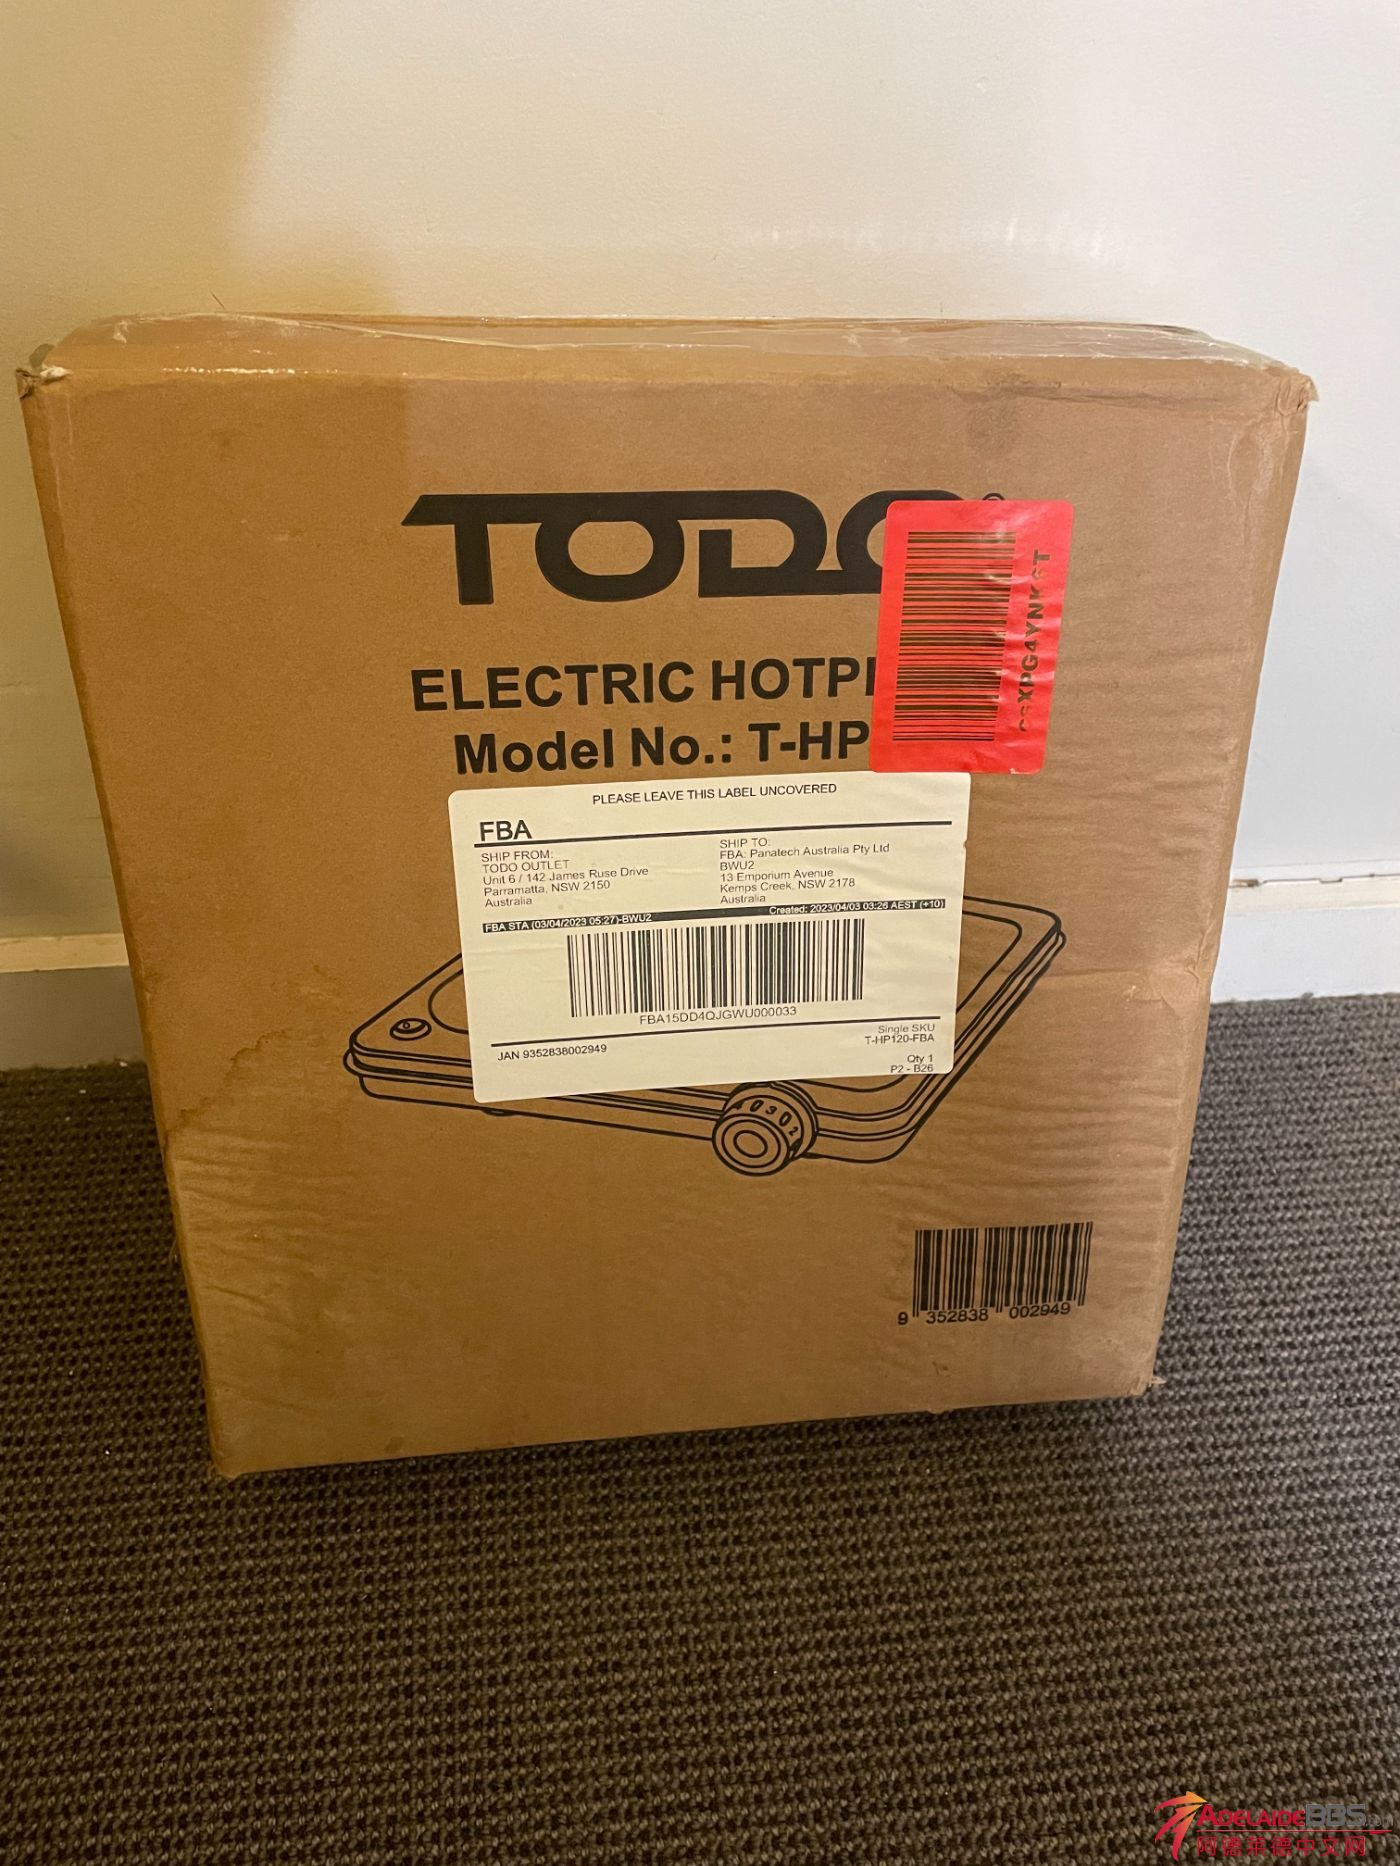 TODO
ELECTRIC HOTPL
Model No.: T-HP
PLEASE LEAVE THIS LABEL UNCOVERED
FBA
SHIP FROM:
TODO OUTLET
Unit 6 / 142 James Ruse Drive
Parramatta, NSW 2150
Australia
SHIP TO:
FBA: Panatech Australia Pty Ltd
BWU2
13 Emporium Avenue
Kemps Creek, NSW 2178
Australia
FBA STA (03/04/2023 05:27)-BWU2
Created: 2023/04/03 03:26 AEST (+10)
FBA15DD4QJGWU000033
Single SKU
T-HP120-FBA
JAN 9352838002949
Qty 1
P2 - B26
9 352838 002949
ADELAIDEBBS
阿德莱德中文网